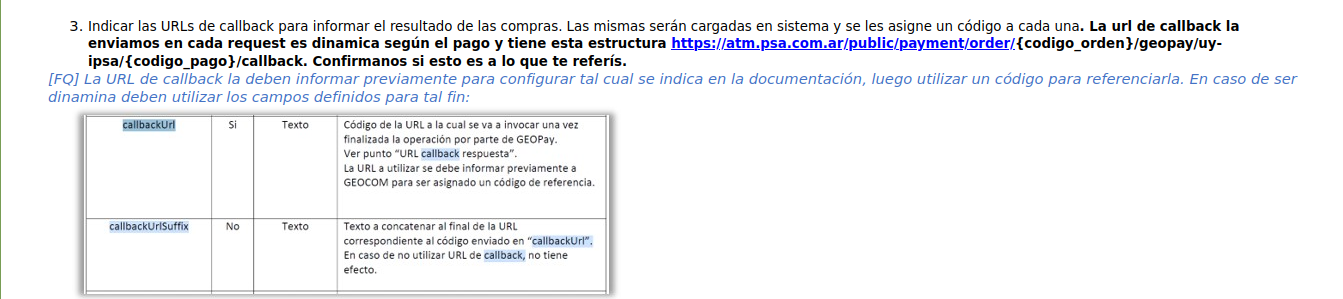 3. Indicar las URLs de callback para informar el resultado de las compras. Las mismas serán cargadas en sistema y se les asigne un código a cada una. La url de callback la
enviamos en cada request es dinamica según el pago y tiene esta estructura https://atm.psa.com.ar/public/payment/order/{codigo_orden}/geopay/uy-
ipsa/{codigo_pago}/callback. Confirmanos si esto es a lo que te referís.
[FQ] La URL de callback la deben informar previamente para configurar tal cual se indica en la documentación, luego utilizar un código para referenciarla. En caso de ser
dinamina deben utilizar los campos definidos para tal fin:
callbackUrl Si Texto Código de la URL a la cual se va a invocar una vez
finalizada la operación por parte de GEOPay.
Ver punto “URL callback respuesta”.
La URL a utilizar se debe informar previamente a
GEOCOM para ser asignado un código de referencia.
callbackUrlSuffix No Texto Texto a concatenar al final de la URL
correspondiente al código enviado en “callbackUrl”.
En caso de no utilizar URL de callback, no tiene
efecto.